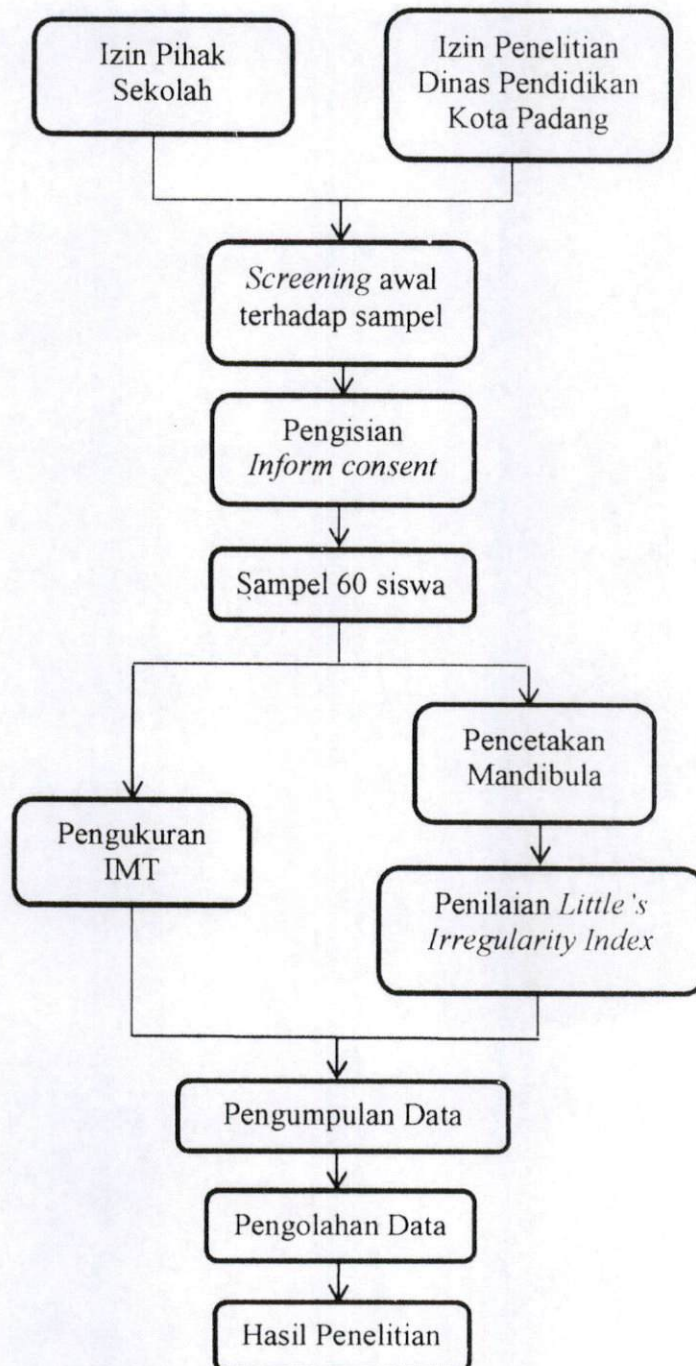 Izin Pihak
Sekolah
Izin Penelitian
Dinas Pendidikan
Kota Padang
Screening awal
terhadap sampel
Pengisian
Inform consent
Sampel 60 siswa
Pencetakan
Mandibula
Pengukuran
IMT
Penilaian Little's
Irregularity Index
Pengumpulan Data
Pengolahan Data
Hasil Penelitian